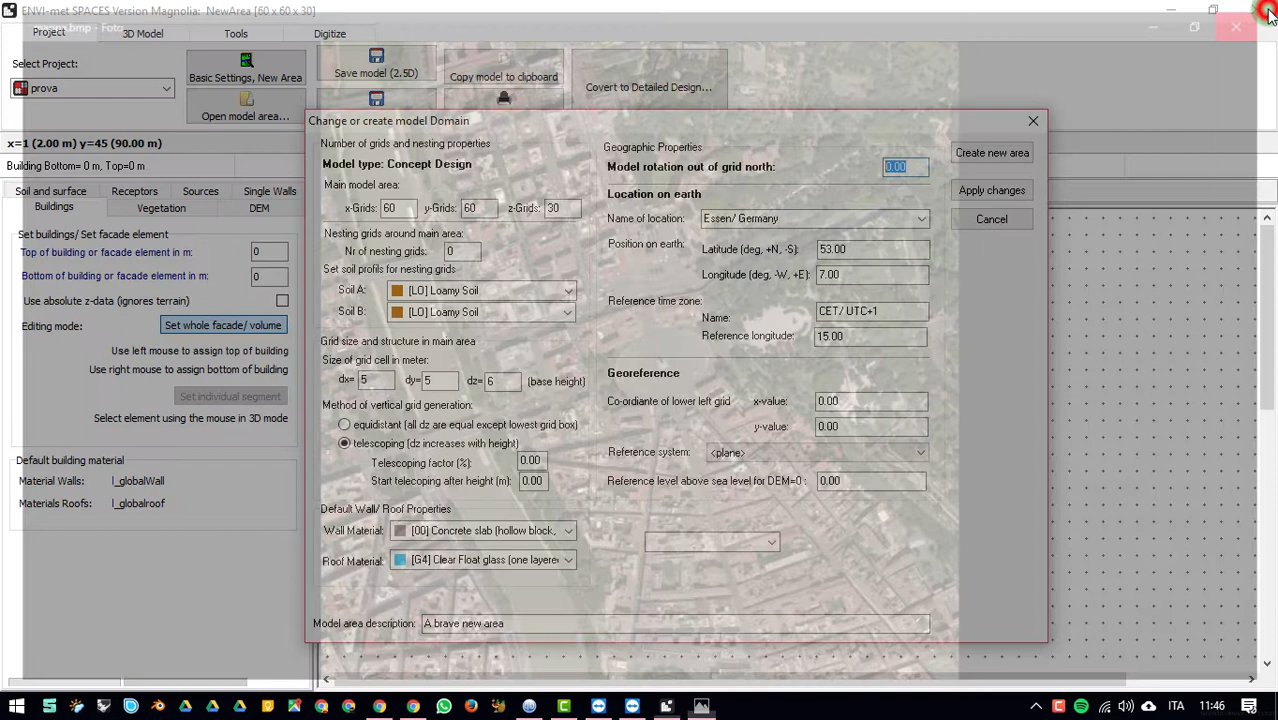 ENVI-met SPACES Version Magnolia: NewArea [60 x 60 x 30]
mappa.bmp - Foto
Project
3D Model
Tools
Digitize
Select Project:
prova
Basic Settings, New Area
Open model area...
Save model (2.5D)
Copy model to clipboard
Covert to Detailed Design...
x=1 (2.00 m) y=45 (90.00 m)
Building Bottom= 0 m, Top=0 m
Soil and surface
Receptors
Sources
Single Walls
Buildings
Vegetation
DEM
Set buildings/ Set facade element
Top of building or facade element in m:
0
Bottom of building or facade element in m:
0
Use absolute z-data (ignores terrain)
Editing mode:
Set whole facade/ volume
Use left mouse to assign top of building
Use right mouse to assign bottom of building
Set individual segment
Select element using the mouse in 3D mode
Default building material
Material Walls:
l_globalWall
Materials Roofs:
l_globalroof
Change or create model Domain
Number of grids and nesting properties
Model type: Concept Design
Main model area:
x-Grids: 60 y-Grids: 60 z-Grids: 30
Nesting grids around main area:
Nr of nesting grids: 0
Set soil profils for nesting grids
Soil A: [LO] Loamy Soil
Soil B: [LO] Loamy Soil
Grid size and structure in main area
Size of grid cell in meter:
dx= 5 dy= 5 dz= 6 (base height)
Method of vertical grid generation:
equidistant (all dz are equal except lowest grid box)
telescoping (dz increases with height)
Telescoping factor (%): 0.00
Start telescoping after height (m): 0.00
Default Wall/ Roof Properties
Wall Material: [00] Concrete slab (hollow block,
Roof Material: [G4] Clear Float glass (one layere
Model area description: A brave new area
Geographic Properties
Model rotation out of grid north: 0.00
Location on earth
Name of location: Essen/ Germany
Position on earth:
Latitude (deg, +N, -S): 53.00
Longitude (deg, -W, +E): 7.00
Reference time zone:
Name: CET/ UTC+1
Reference longitude: 15.00
Georeference
Co-ordiante of lower left grid
x-value: 0.00
y-value: 0.00
Reference system: <plane>
Reference level above sea level for DEM=0 : 0.00
Create new area
Apply changes
Cancel
ITA
11:46